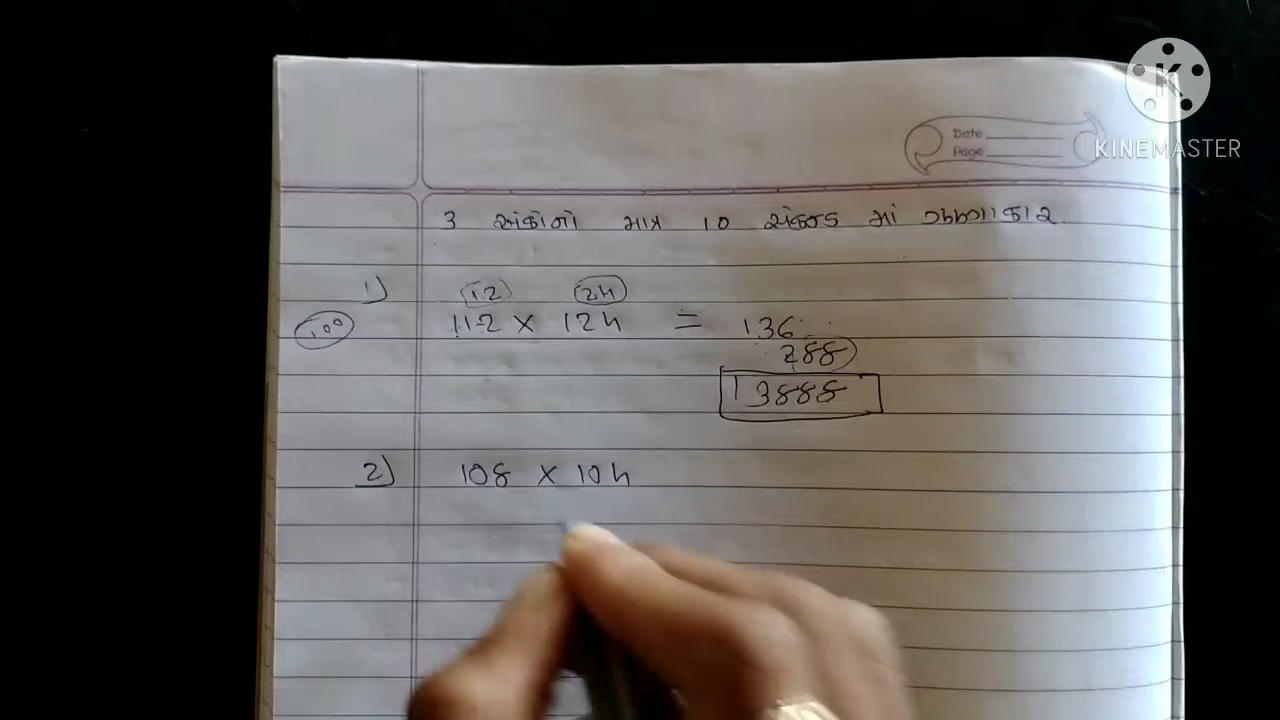 Date
Page
KINEMASTER
3 અંકોનો માત્ર 10 સેકન્ડ માં ગુણાકાર
1) 12 24
100 112 X 124 = 136
288
13888
2) 108 X 104